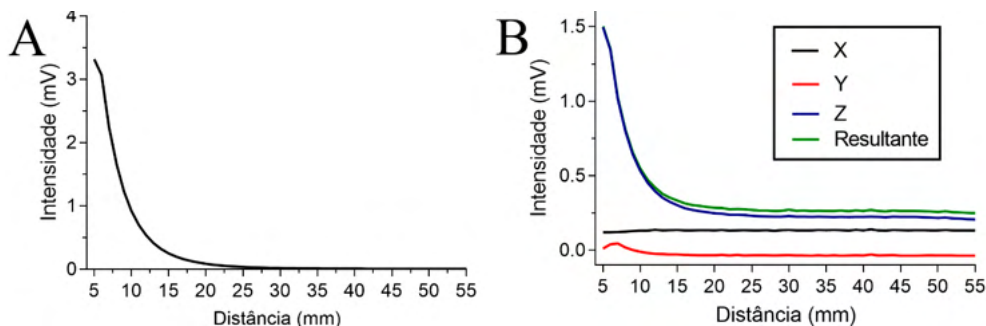 A
Intensidade (mV)
4
3
2
1
0
5 10 15 20 25 30 35 40 45 50 55
Distância (mm)
B
Intensidade (mV)
1.5
1.0
0.5
0.0
X
Y
Z
Resultante
5 10 15 20 25 30 35 40 45 50 55
Distância (mm)